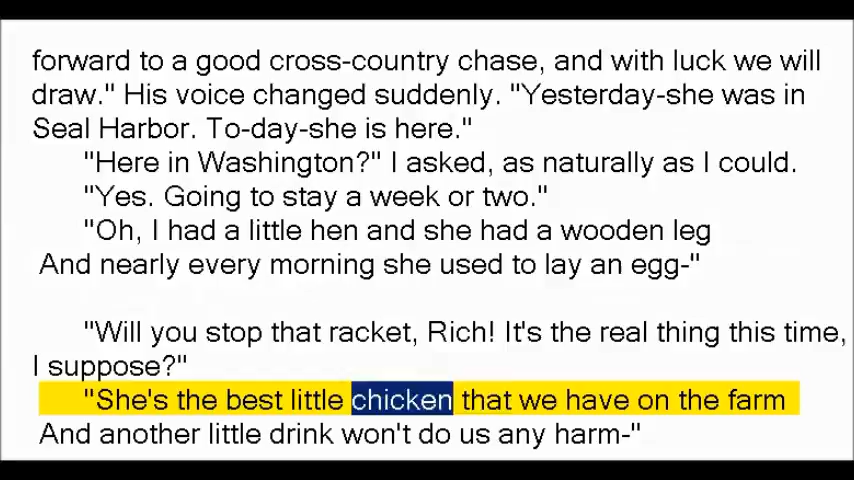 forward to a good cross-country chase, and with luck we will
draw." His voice changed suddenly. "Yesterday-she was in
Seal Harbor. To-day-she is here."
"Here in Washington?" I asked, as naturally as I could.
"Yes. Going to stay a week or two."
"Oh, I had a little hen and she had a wooden leg
And nearly every morning she used to lay an egg-"
"Will you stop that racket, Rich! It's the real thing this time,
I suppose?"
"She's the best little chicken that we have on the farm
And another little drink won't do us any harm-"